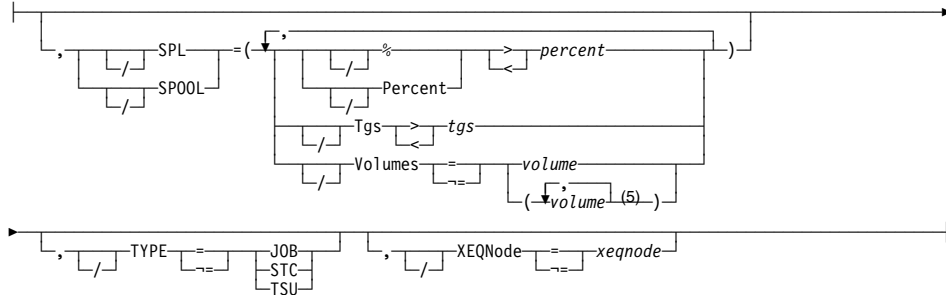 ,
, / SPL =( / % > percent )
/ SPOOL / Percent <
/ Tgs > tgs
<
/ Volumes = volume
¬= ,
( volume (5) )
, / TYPE = JOB , / XEQNode = xeqnode
¬= STC ¬=
TSU